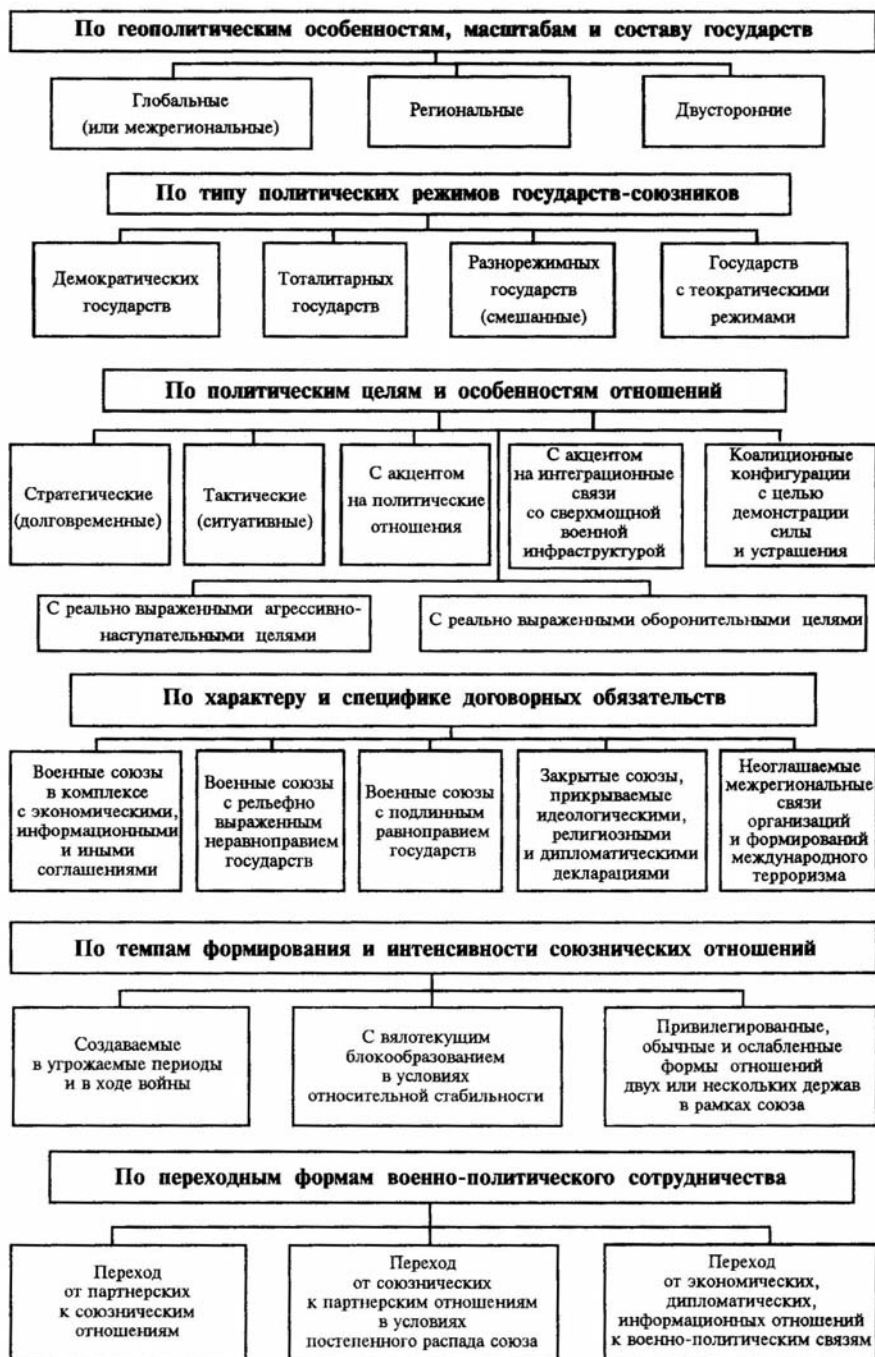 По геополитическим особенностям, масштабам и составу государств
Глобальные
(или межрегиональные)
Региональные
Двусторонние
По типу политических режимов государств-союзников
Демократических
государств
Тоталитарных
государств
Разнорежимных
государств
(смешанные)
Государств
с теократическими
режимами
По политическим целям и особенностям отношений
Стратегические
(долговременные)
Тактические
(ситуативные)
С акцентом
на политические
отношения
С акцентом
на интеграционные
связи
со сверхмощной
военной
инфраструктурой
Коалиционные
конфигурации
с целью
демонстрации
силы
и устрашения
С реально выраженными агрессивно-
наступательными целями
С реально выраженными оборонительными целями
По характеру и специфике договорных обязательств
Военные союзы
в комплексе
с экономическими,
информационными
и иными
соглашениями
Военные союзы
с рельефно
выраженным
неравноправием
государств
Военные союзы
с подлинным
равноправием
государств
Закрытые союзы,
прикрываемые
идеологическими,
религиозными
и дипломатическими
декларациями
Неоглашаемые
межрегиональные
связи
организаций
и формирований
международного
терроризма
По темпам формирования и интенсивности союзнических отношений
Создаваемые
в угрожаемые периоды
и в ходе войны
С вялотекущим
блокообразованием
в условиях
относительной стабильности
Привилегированные,
обычные и ослабленные
формы отношений
двух или нескольких держав
в рамках союза
По переходным формам военно-политического сотрудничества
Переход
от партнерских
к союзническим
отношениям
Переход
от союзнических
к партнерским отношениям
в условиях
постепенного распада союза
Переход
от экономических,
дипломатических,
информационных отношений
к военно-политическим связям